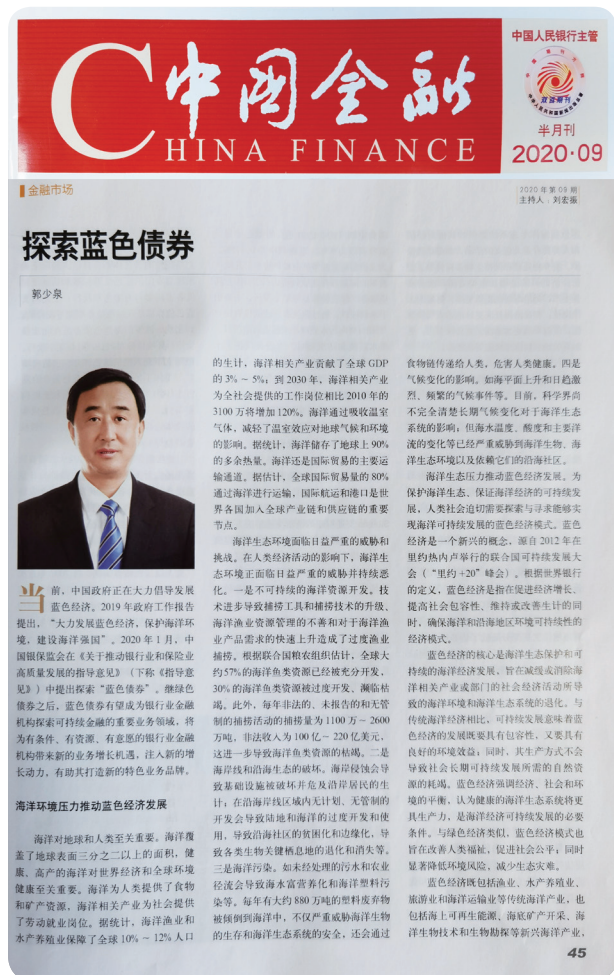 中国人民银行主管
中国金融
CHINA FINANCE
双效期刊
半月刊
2020·09
金融市场
2020年第09期
主持人：刘宏振
探索蓝色债券
郭少泉
当前，中国政府正在大力倡导发展
蓝色经济。2019年政府工作报告
提出，“大力发展蓝色经济，保护海洋环
境，建设海洋强国”。2020年1月，中
国银保监会在《关于推动银行业和保险业
高质量发展的指导意见》（下称《指导意
见》）中提出探索“蓝色债券”。继绿色
债券之后，蓝色债券有望成为银行业金融
机构探索可持续金融的重要业务领域，将
为有条件、有资源、有意愿的银行业金融
机构带来新的业务增长机遇，注入新的增
长动力，有助其打造新的特色业务品牌。
海洋环境压力推动蓝色经济发展
海洋对地球和人类至关重要。海洋覆
盖了地球表面三分之二以上的面积，健
康、高产的海洋对世界经济和全球环境
健康至关重要。海洋为人类提供了食物
和矿产资源，海洋相关产业为社会提供
了劳动就业岗位。据统计，海洋渔业和
水产养殖业保障了全球10%～12%人口
的生计，海洋相关产业贡献了全球GDP
的3%～5%；到2030年，海洋相关产业
为全社会提供的工作岗位相比2010年的
3100万将增加120%。海洋通过吸收温室
气体，减轻了温室效应对地球气候和环境
的影响。据统计，海洋储存了地球上90%
的多余热量。海洋还是国际贸易的主要运
输通道。据估计，全球国际贸易量的80%
通过海洋进行运输，国际航运和港口是世
界各国加入全球产业链和供应链的重要
节点。
海洋生态环境面临日益严重的威胁和
挑战。在人类经济活动的影响下，海洋生
态环境正面临日益严重的威胁并持续恶
化。一是不可持续的海洋资源开发。技
术进步导致捕捞工具和捕捞技术的升级、
海洋渔业资源管理的不善和对于海洋渔
业产品需求的快速上升造成了过度渔业
捕捞。根据联合国粮农组织估计，全球大
约57%的海洋鱼类资源已经被充分开发，
30%的海洋鱼类资源被过度开发、濒临枯
竭。此外，每年非法的、未报告的和无管
制的捕捞活动的捕捞量为1100万～2600
万吨，非法收入为100亿～220亿美元，
这进一步导致海洋鱼类资源的枯竭。二是
海岸线和沿海生态的破坏。海岸侵蚀会导
致基础设施被破坏并危及沿岸居民的生
计；在沿海岸线区域内无计划、无管制的
开发会导致陆地和海洋的过度开发和使
用，导致沿海社区的贫困化和边缘化，导
致各类生物关键栖息地的退化和消失等。
三是海洋污染。如未经处理的污水和农业
径流会导致海水富营养化和海洋塑料污
染等。每年有大约880万吨的塑料废弃物
被倾倒到海洋中，不仅严重威胁海洋生物
的生存和海洋生态系统的安全，还会通过
食物链传递给人类，危害人类健康。四是
气候变化的影响。如海平面上升和日趋激
烈、频繁的气候事件等。目前，科学界尚
不完全清楚长期气候变化对于海洋生态
系统的影响；但海水温度、酸度和主要洋
流的变化等已经严重威胁到海洋生物、海
洋生态环境以及依赖它们的沿海社区。
海洋生态压力推动蓝色经济发展。为
保护海洋生态、保证海洋经济的可持续发
展，人类社会迫切需要探索与寻求能够实
现海洋可持续发展的蓝色经济模式。蓝色
经济是一个新兴的概念，源自2012年在
里约热内卢举行的联合国可持续发展大
会（“里约+20”峰会）。根据世界银行
的定义，蓝色经济是指在促进经济增长、
提高社会包容性、维持或改善生计的同
时，确保海洋和沿海地区环境可持续性的
经济模式。
蓝色经济的核心是海洋生态保护和可
持续的海洋经济发展，旨在减缓或消除海
洋相关产业或部门的社会经济活动所导
致的海洋环境和海洋生态系统的退化。与
传统海洋经济相比，可持续发展意味着蓝
色经济的发展既要具有包容性，又要具有
良好的环境效益；同时，其生产方式不会
导致社会长期可持续发展所需的自然资
源的耗竭。蓝色经济强调经济、社会和环
境的平衡，认为健康的海洋生态系统将更
具生产力，是海洋经济可持续发展的必要
条件。与绿色经济类似，蓝色经济模式也
旨在改善人类福祉，促进社会公平；同时
显著降低环境风险，减少生态灾难。
蓝色经济既包括渔业、水产养殖业、
旅游业和海洋运输业等传统海洋产业，也
包括海上可再生能源、海底矿产开采、海
洋生物技术和生物勘探等新兴海洋产业，
45